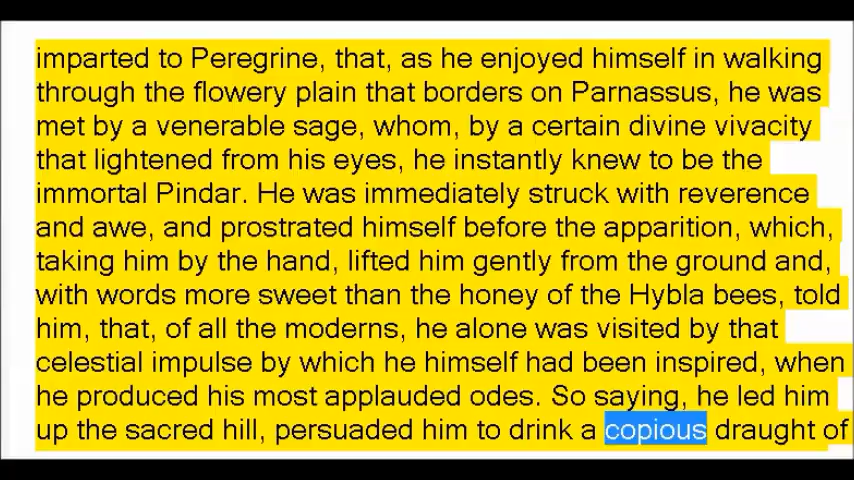 imparted to Peregrine, that, as he enjoyed himself in walking
through the flowery plain that borders on Parnassus, he was
met by a venerable sage, whom, by a certain divine vivacity
that lightened from his eyes, he instantly knew to be the
immortal Pindar. He was immediately struck with reverence
and awe, and prostrated himself before the apparition, which,
taking him by the hand, lifted him gently from the ground and,
with words more sweet than the honey of the Hybla bees, told
him, that, of all the moderns, he alone was visited by that
celestial impulse by which he himself had been inspired, when
he produced his most applauded odes. So saying, he led him
up the sacred hill, persuaded him to drink a copious draught of